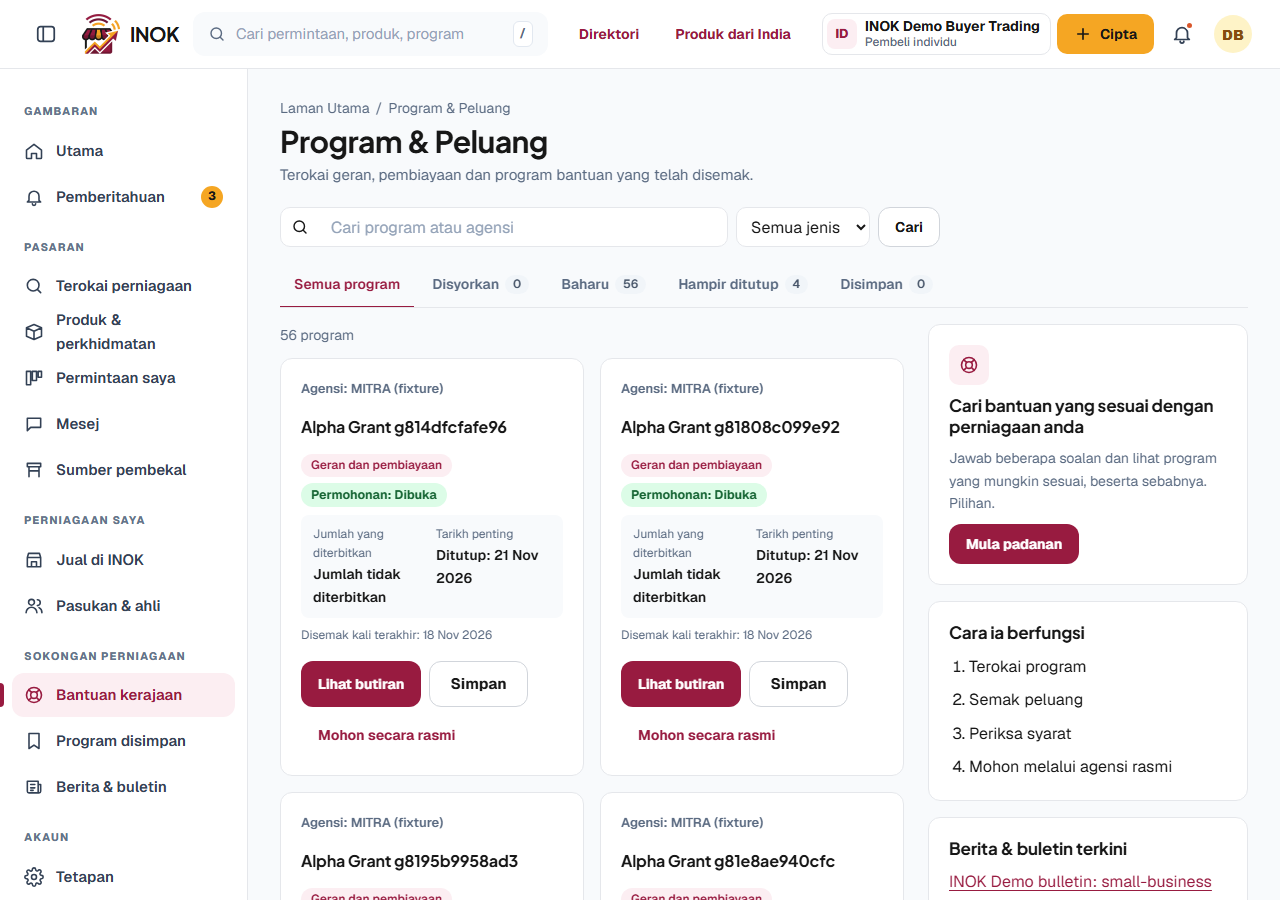 INOK
Cari permintaan, produk, program
/
Direktori
Produk dari India
ID
INOK Demo Buyer Trading
Pembeli individu
Cipta
DB
GAMBARAN
Utama
Pemberitahuan
3
PASARAN
Terokai perniagaan
Produk &
perkhidmatan
Permintaan saya
Mesej
Sumber pembekal
PERNIAGAAN SAYA
Jual di INOK
Pasukan & ahli
SOKONGAN PERNIAGAAN
Bantuan kerajaan
Program disimpan
Berita & buletin
AKAUN
Tetapan
Laman Utama / Program & Peluang
Program & Peluang
Terokai geran, pembiayaan dan program bantuan yang telah disemak.
Cari program atau agensi
Semua jenis
Cari
Semua program
Disyorkan 0
Baharu 56
Hampir ditutup 4
Disimpan 0
56 program
Agensi: MITRA (fixture)
Alpha Grant g814dfcfafe96
Geran dan pembiayaan
Permohonan: Dibuka
Jumlah yang
diterbitkan
Jumlah tidak
diterbitkan
Tarikh penting
Ditutup: 21 Nov
2026
Disemak kali terakhir: 18 Nov 2026
Lihat butiran
Simpan
Mohon secara rasmi
Agensi: MITRA (fixture)
Alpha Grant g81808c099e92
Geran dan pembiayaan
Permohonan: Dibuka
Jumlah yang
diterbitkan
Jumlah tidak
diterbitkan
Tarikh penting
Ditutup: 21 Nov
2026
Disemak kali terakhir: 18 Nov 2026
Lihat butiran
Simpan
Mohon secara rasmi
Agensi: MITRA (fixture)
Alpha Grant g8195b9958ad3
Geran dan pembiayaan
Agensi: MITRA (fixture)
Alpha Grant g81e8ae940cfc
Geran dan pembiayaan
Cari bantuan yang sesuai dengan
perniagaan anda
Jawab beberapa soalan dan lihat program
yang mungkin sesuai, beserta sebabnya.
Pilihan.
Mula padanan
Cara ia berfungsi
1. Terokai program
2. Semak peluang
3. Periksa syarat
4. Mohon melalui agensi rasmi
Berita & buletin terkini
INOK Demo bulletin: small-business